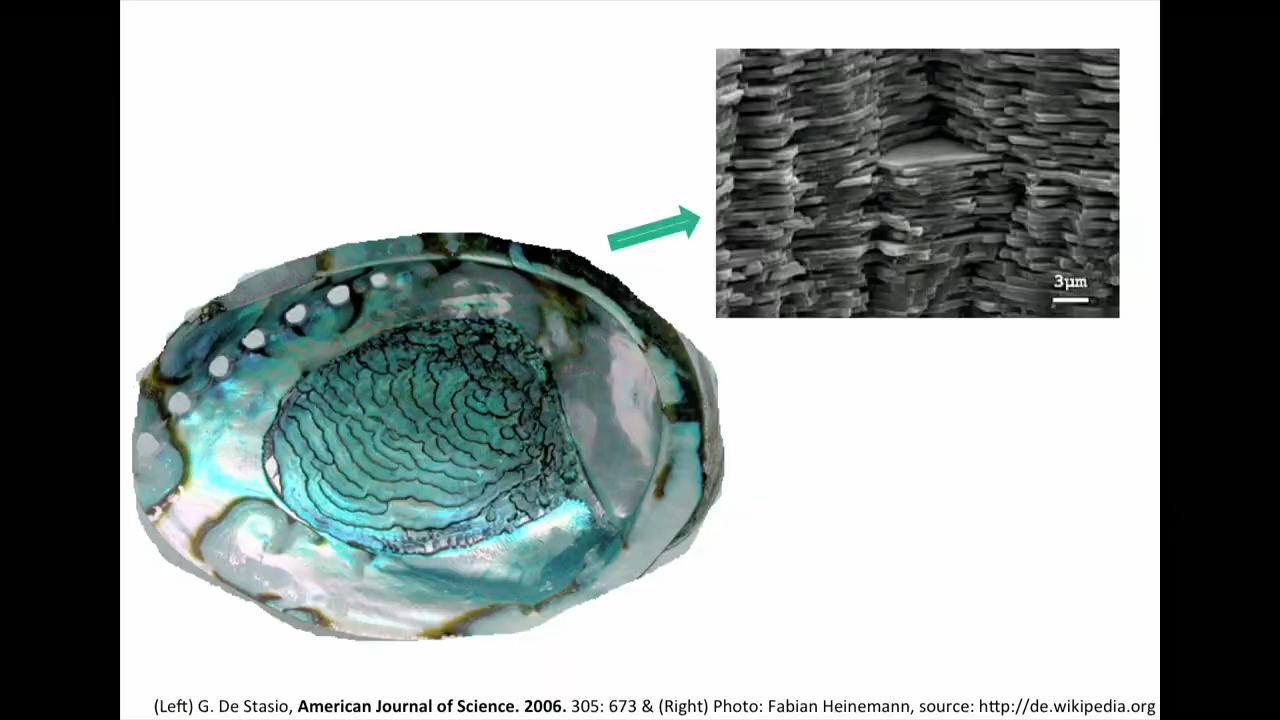 3µm
(Left) G. De Stasio, American Journal of Science. 2006. 305: 673 & (Right) Photo: Fabian Heinemann, source: http://de.wikipedia.org